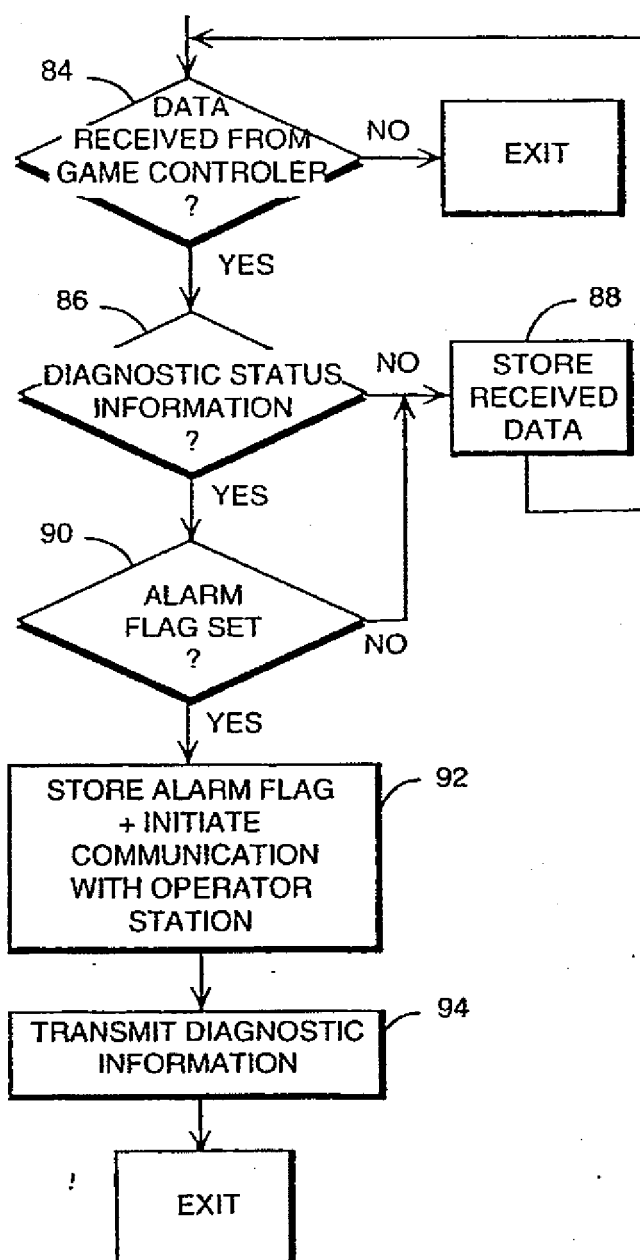 84
DATA
RECEIVED FROM
GAME CONTROLER
?
NO
EXIT
YES
86
DIAGNOSTIC STATUS
INFORMATION
?
NO
88
STORE
RECEIVED
DATA
YES
90
ALARM
FLAG SET
?
NO
YES
STORE ALARM FLAG
+ INITIATE
COMMUNICATION
WITH OPERATOR
STATION
92
TRANSMIT DIAGNOSTIC
INFORMATION
94
EXIT